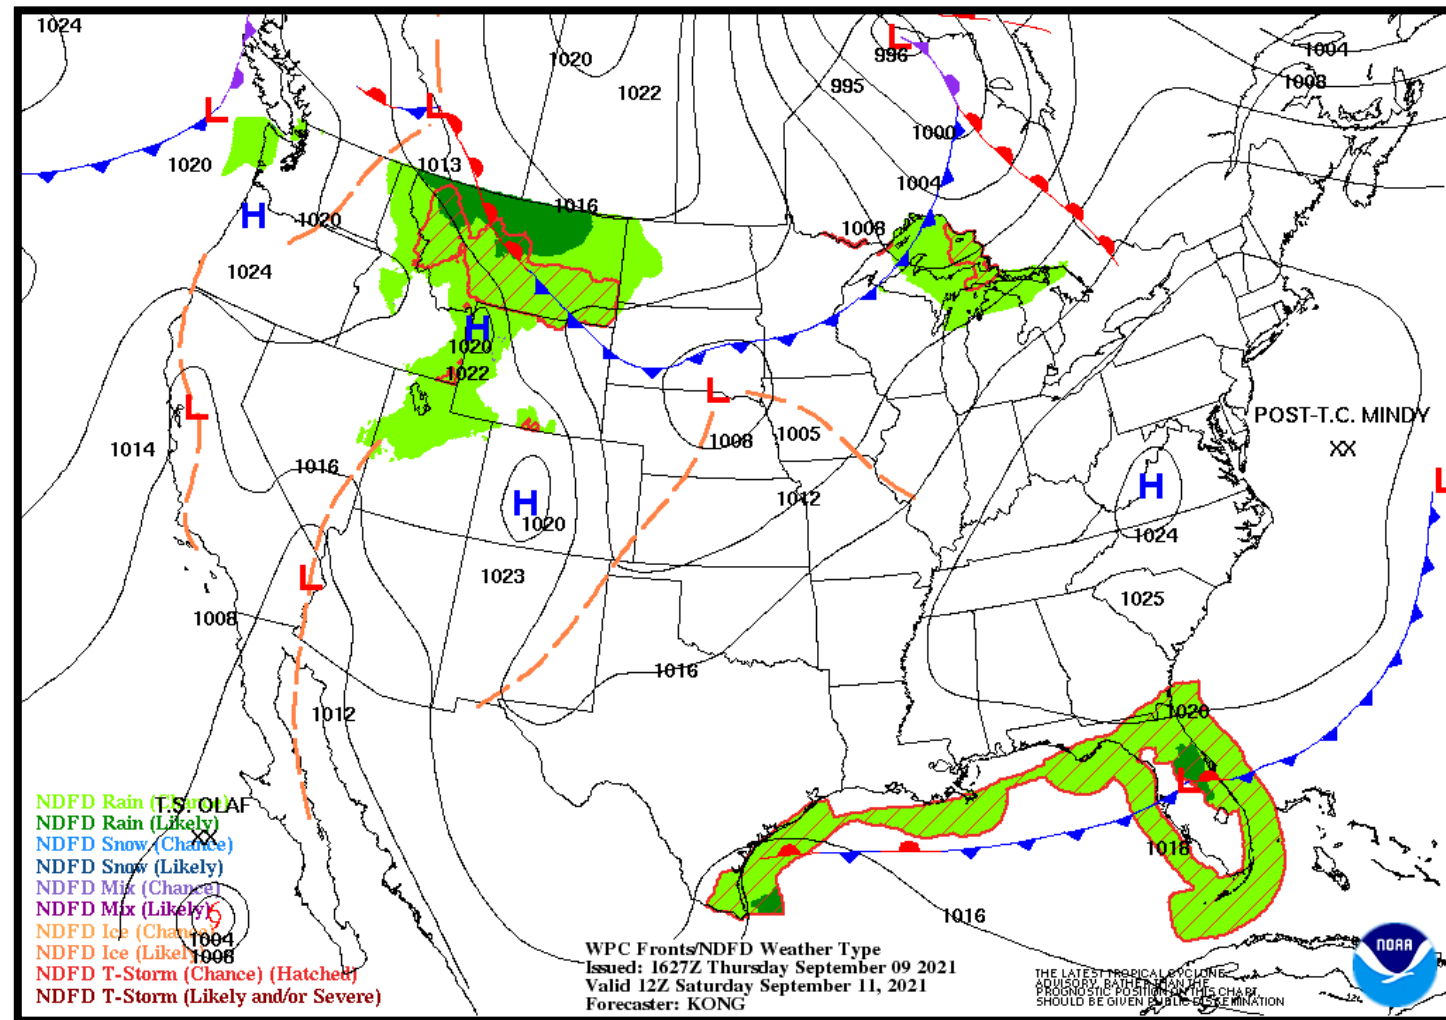 1024
L
996
1004
1020
1008
995
1022
L
L
1000
1020
1013
1004
1016
H
1020
1008
1024
H
1020
1022
L
L
POST-T.C. MINDY
XX
1014
1008
1005
1016
H
1012
H
L
1020
1024
1023
L
1025
1008
1016
1012
1020
L
NDFD Rain (Chance)
T.S. OLAF
NDFD Rain (Likely)
XX
NDFD Snow (Chance)
1018
NDFD Snow (Likely)
NDFD Mix (Chance)
NDFD Mix (Likely)
1016
NDFD Ice (Chance)
1004
NDFD Ice (Likely)
1008
NDFD T-Storm (Chance) (Hatched)
NDFD T-Storm (Likely and/or Severe)
WPC Fronts/NDFD Weather Type
Issued: 1627Z Thursday September 09 2021
Valid 12Z Saturday September 11, 2021
Forecaster: KONG
THE LATEST TROPICAL CYCLONE
ADVISORY, RATHER THAN THE
PROGNOSTIC POSITION ON THIS CHART,
SHOULD BE GIVEN PUBLIC DISSEMINATION
NOAA